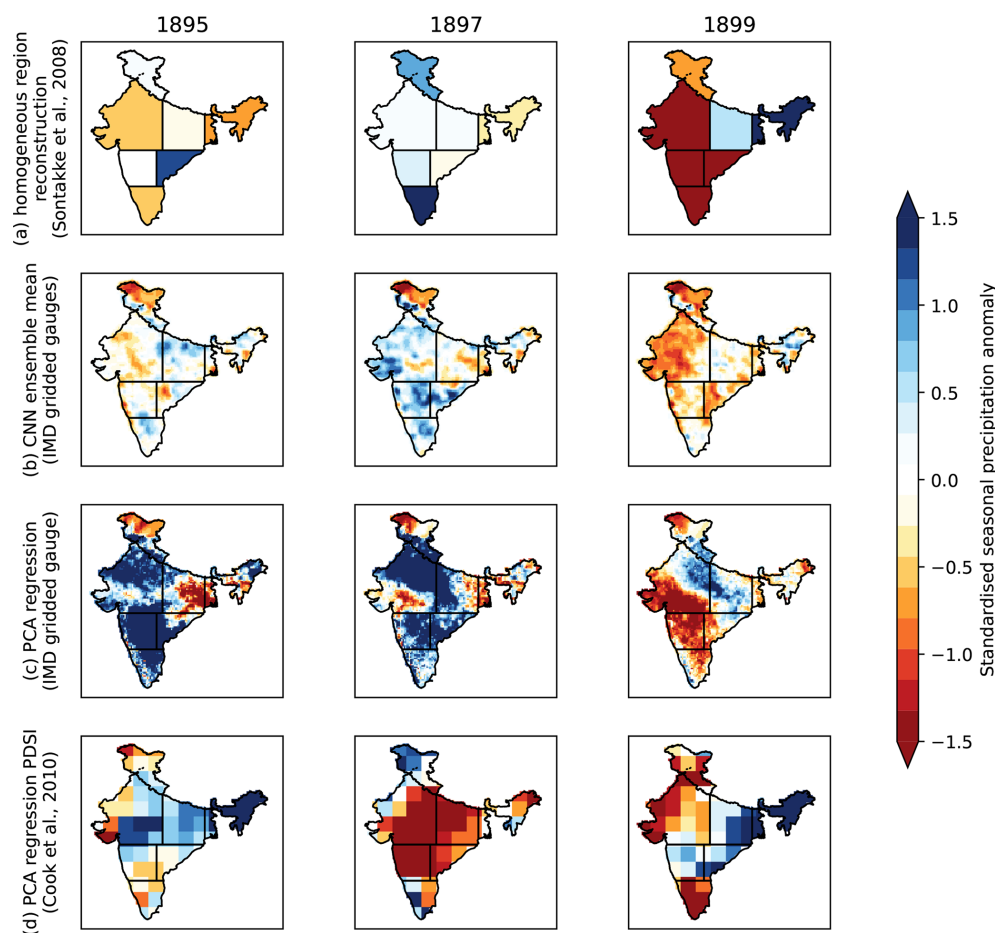 1895
1897
1899
(a) homogeneous region
reconstruction
(Sontakke et al., 2008)
(b) CNN ensemble mean
(IMD gridded gauges)
(c) PCA regression
(IMD gridded gauge)
(d) PCA regression PDSI
(Cook et al., 2010)
1.5
1.0
0.5
0.0
−0.5
−1.0
−1.5
Standardised seasonal precipitation anomaly